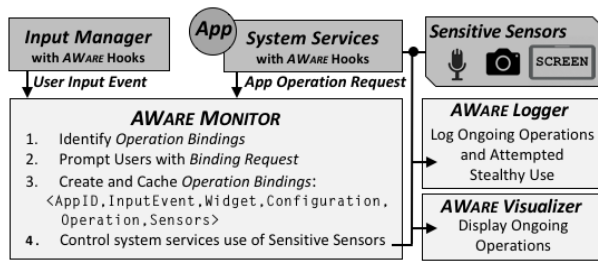 Input Manager
with AWARE Hooks
App
System Services
with AWARE Hooks
Sensitive Sensors
SCREEN
User Input Event
App Operation Request
AWARE MONITOR
1. Identify Operation Bindings
2. Prompt Users with Binding Request
3. Create and Cache Operation Bindings:
<AppID,InputEvent,Widget,Configuration,
Operation,Sensors>
4. Control system services use of Sensitive Sensors
AWARE Logger
Log Ongoing Operations
and Attempted
Stealthy Use
AWARE Visualizer
Display Ongoing
Operations